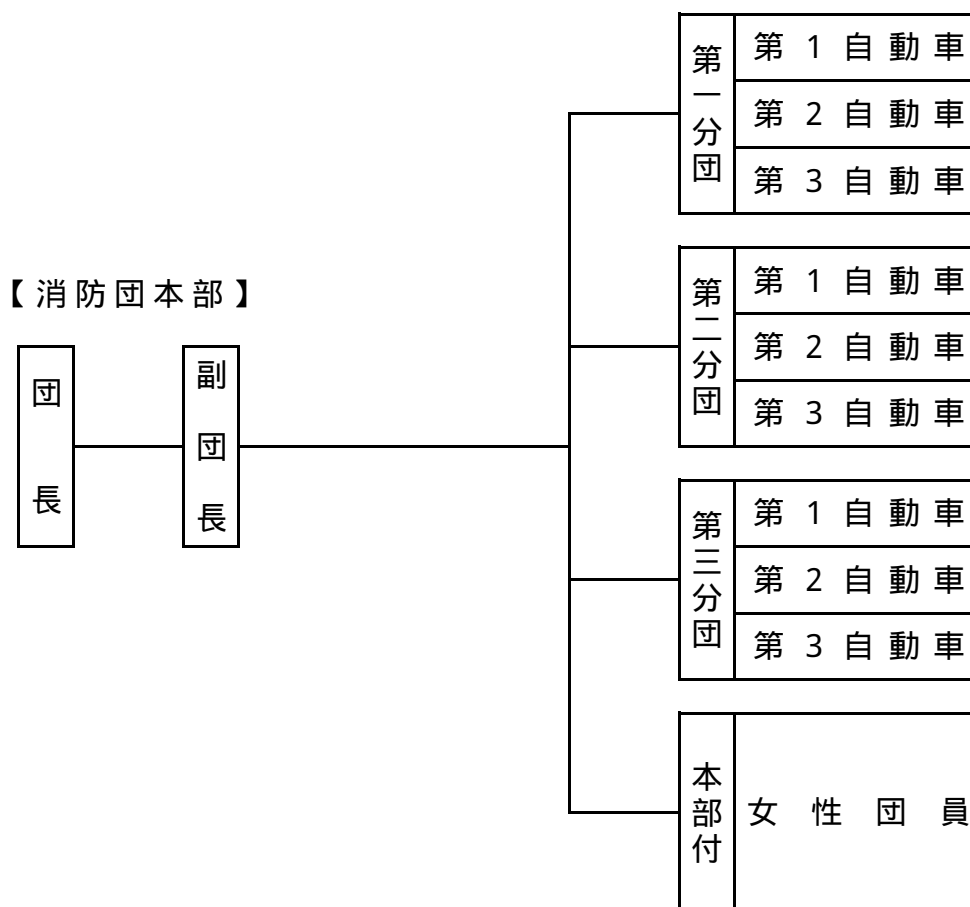 【消防団本部】
団長
副団長
第一分団
第1自動車
第2自動車
第3自動車
第二分団
第1自動車
第2自動車
第3自動車
第三分団
第1自動車
第2自動車
第3自動車
本部付
女性団員